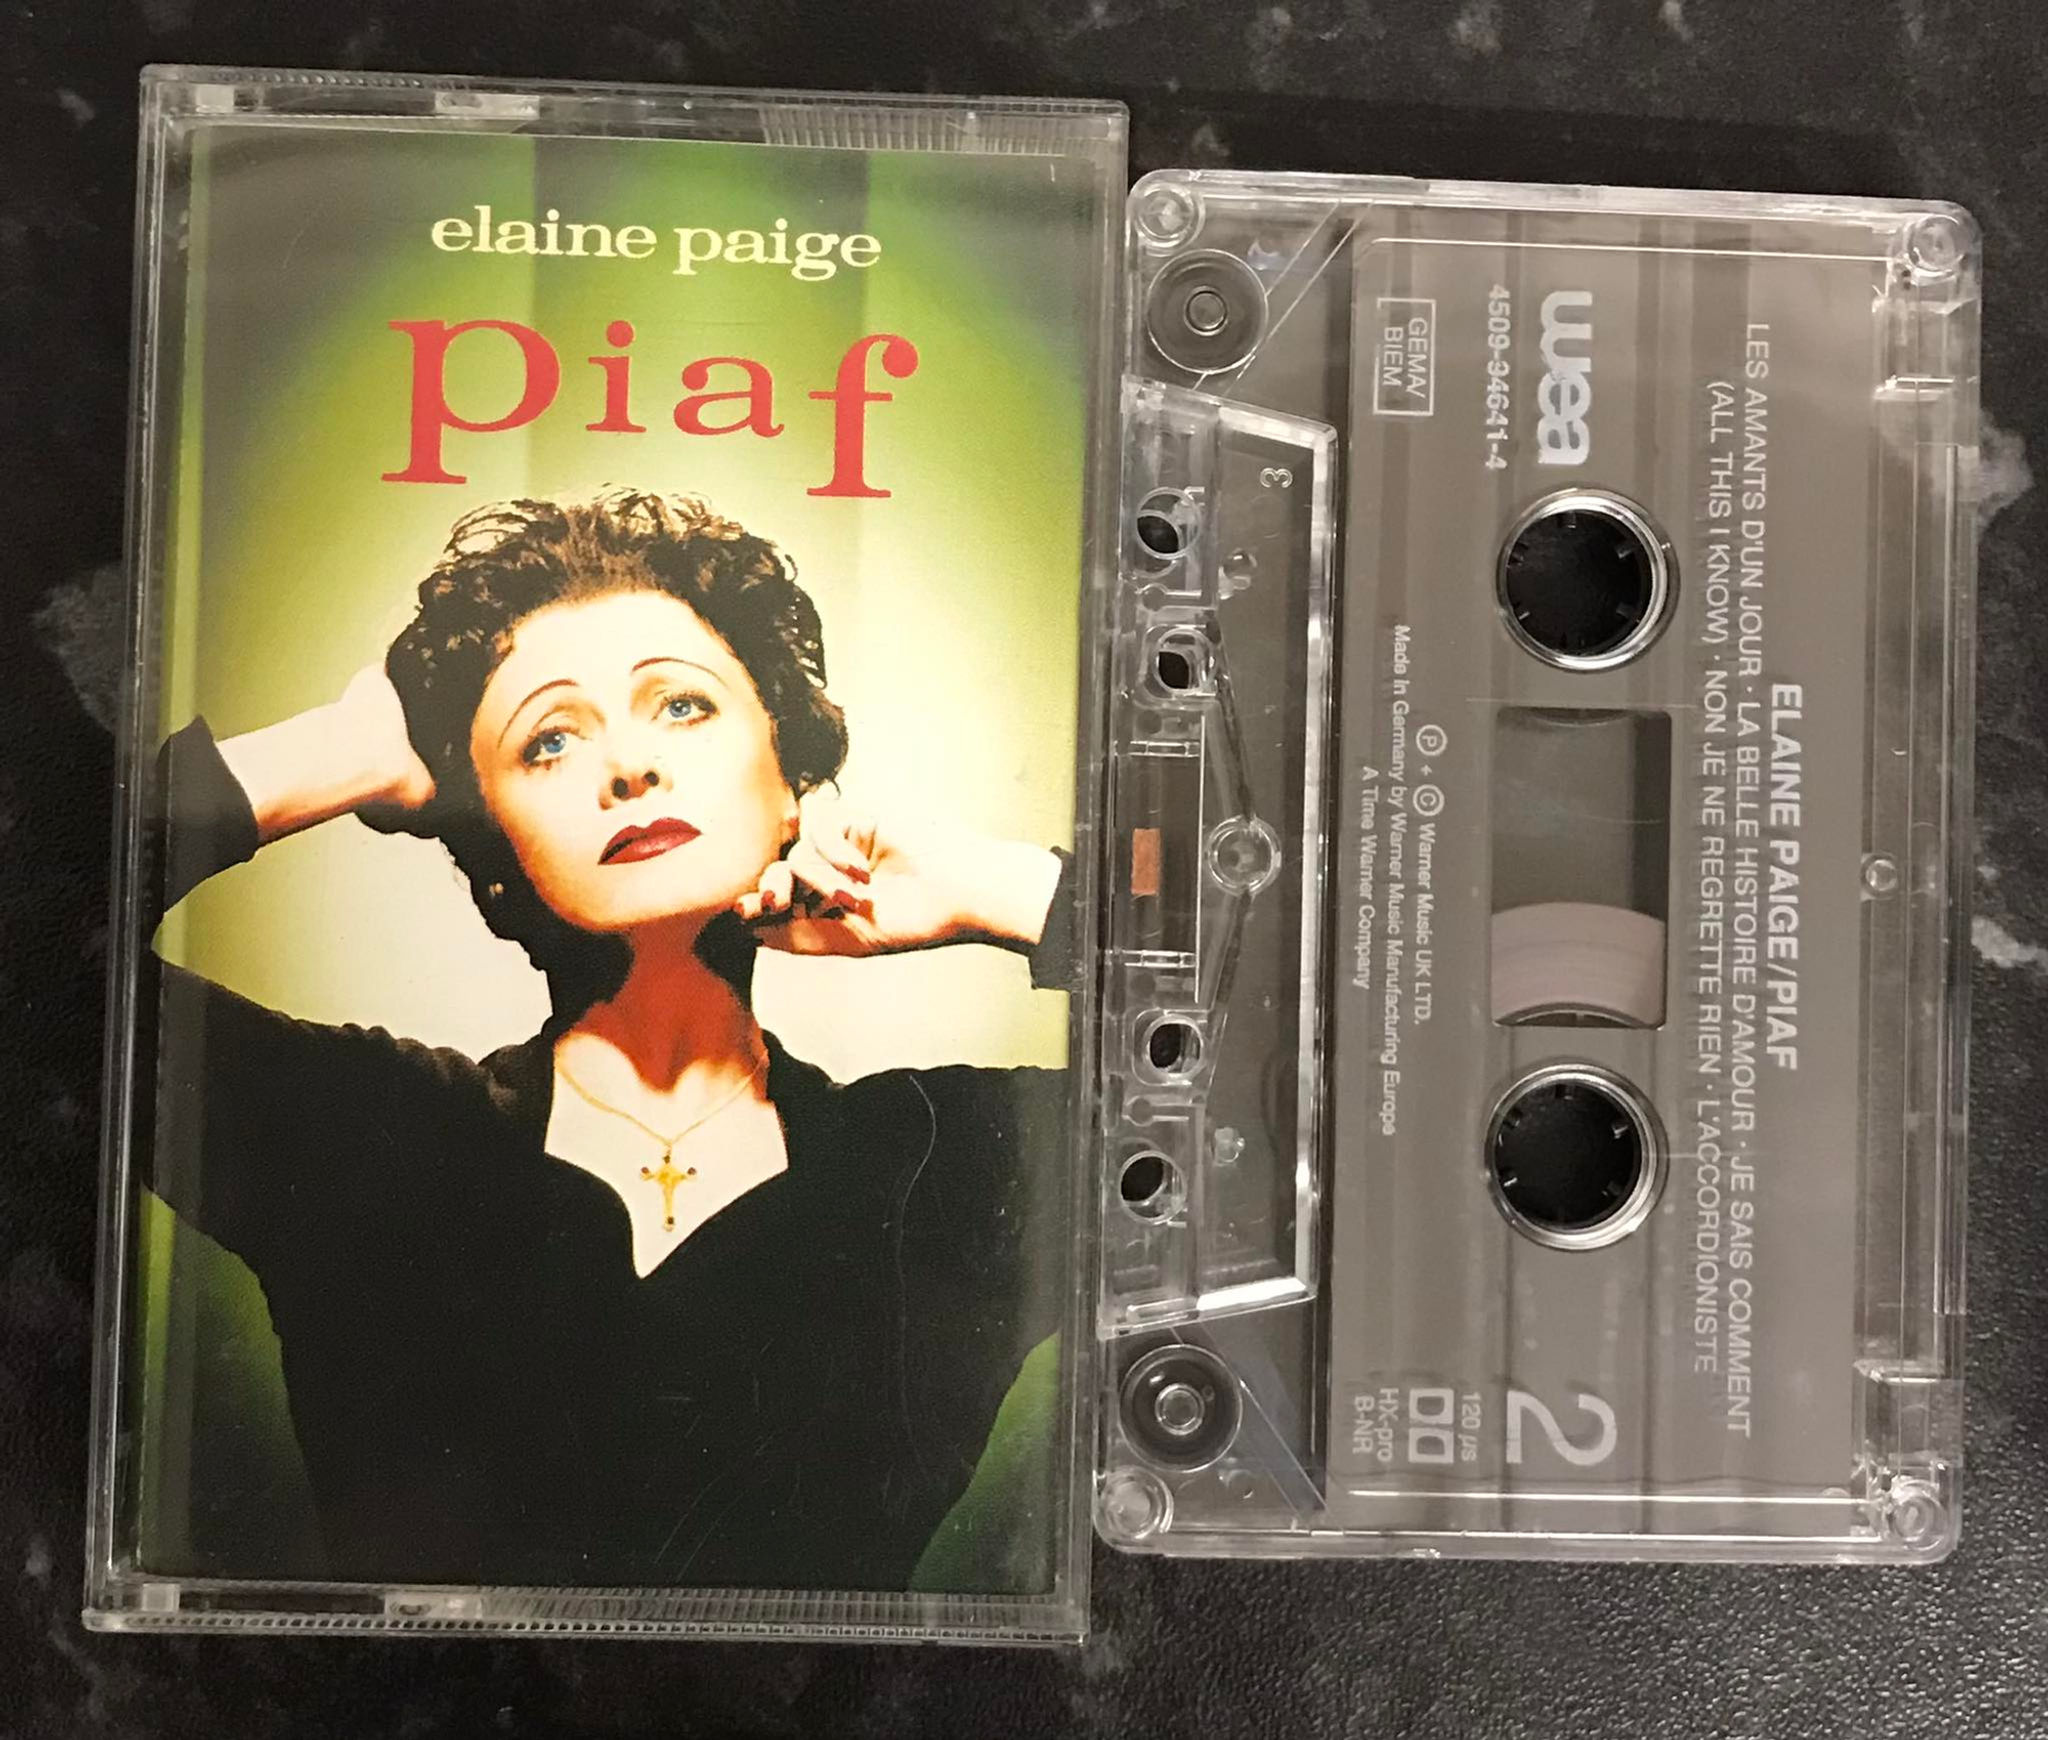 elaine paige
piaf
ELAINE PAIGE/PIAF
LES AMANTS D'UN JOUR · LA BELLE HISTOIRE D'AMOUR · JE SAIS COMMENT
(ALL THIS I KNOW) · NON JE NE REGRETTE RIEN · L'ACCORDIONISTE
wea
4509-94641-4
GEMA/
BIEM
2
120 µs
HX-pro
B-NR
Ⓟ + © Warner Music UK LTD.
Made in Germany by Warner Music Manufacturing Europe
A Time Warner Company
3